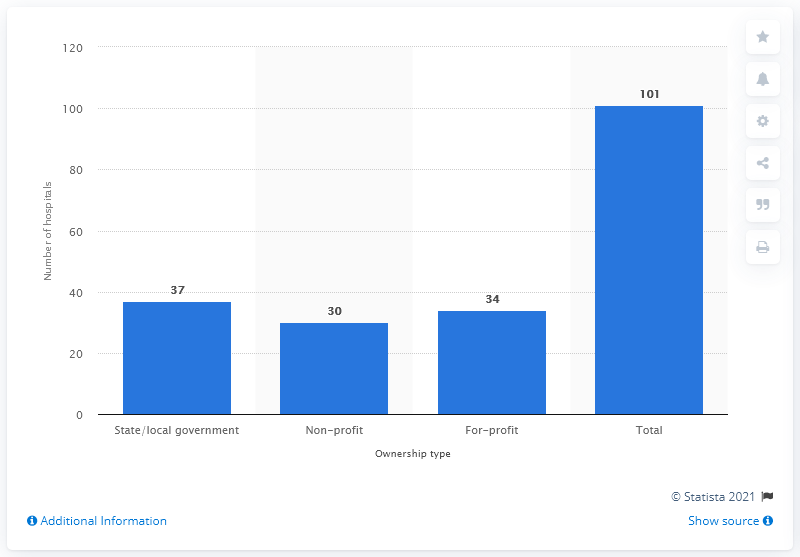 120
100
80
60
40
20
0
Number of hospitals
37
30
34
101
State/local government
Non-profit
For-profit
Total
Ownership type
© Statista 2021
Additional Information
Show source